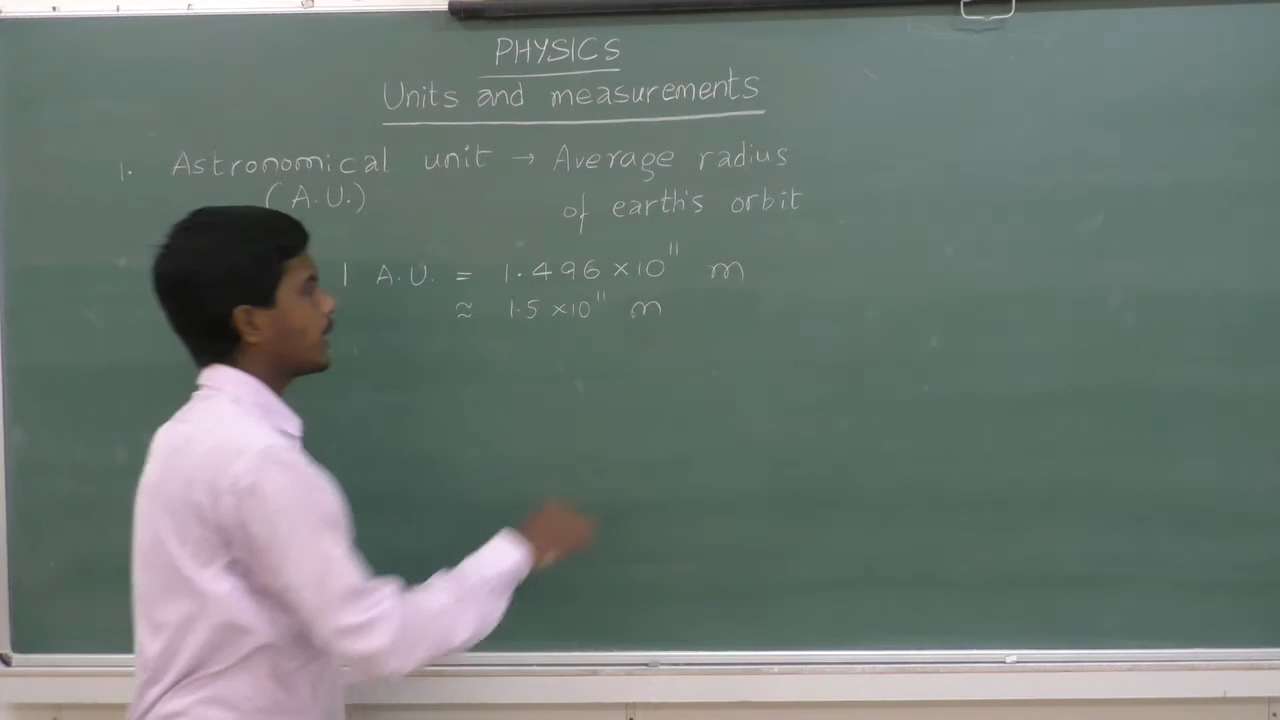 PHYSICS
Units and measurements
1. Astronomical unit → Average radius
(A.U.) of earth's orbit
1 A.U. = 1.496 ×10¹¹ m
≈ 1.5 ×10¹¹ m